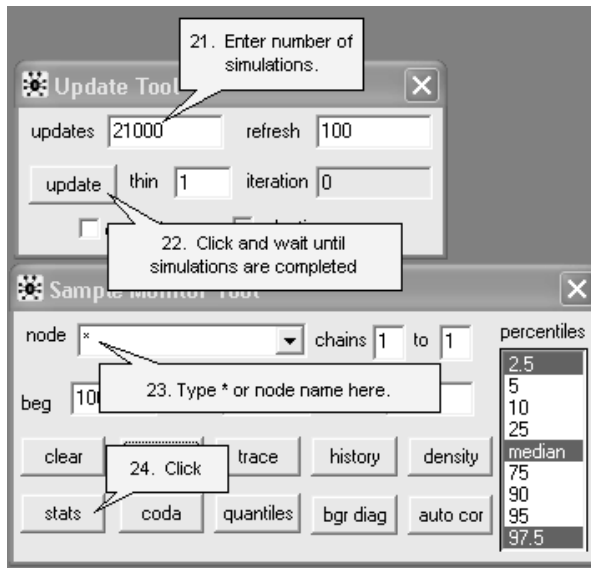 21. Enter number of
simulations.
Update Tool
updates 21000 refresh 100
update thin 1 iteration 0
22. Click and wait until
simulations are completed
Sample Monitor Tool
node * chains 1 to 1 percentiles
23. Type * or node name here.
beg
clear trace history density
24. Click
stats coda quantiles bgr diag auto cor
2.5
5
10
25
median
75
90
95
97.5